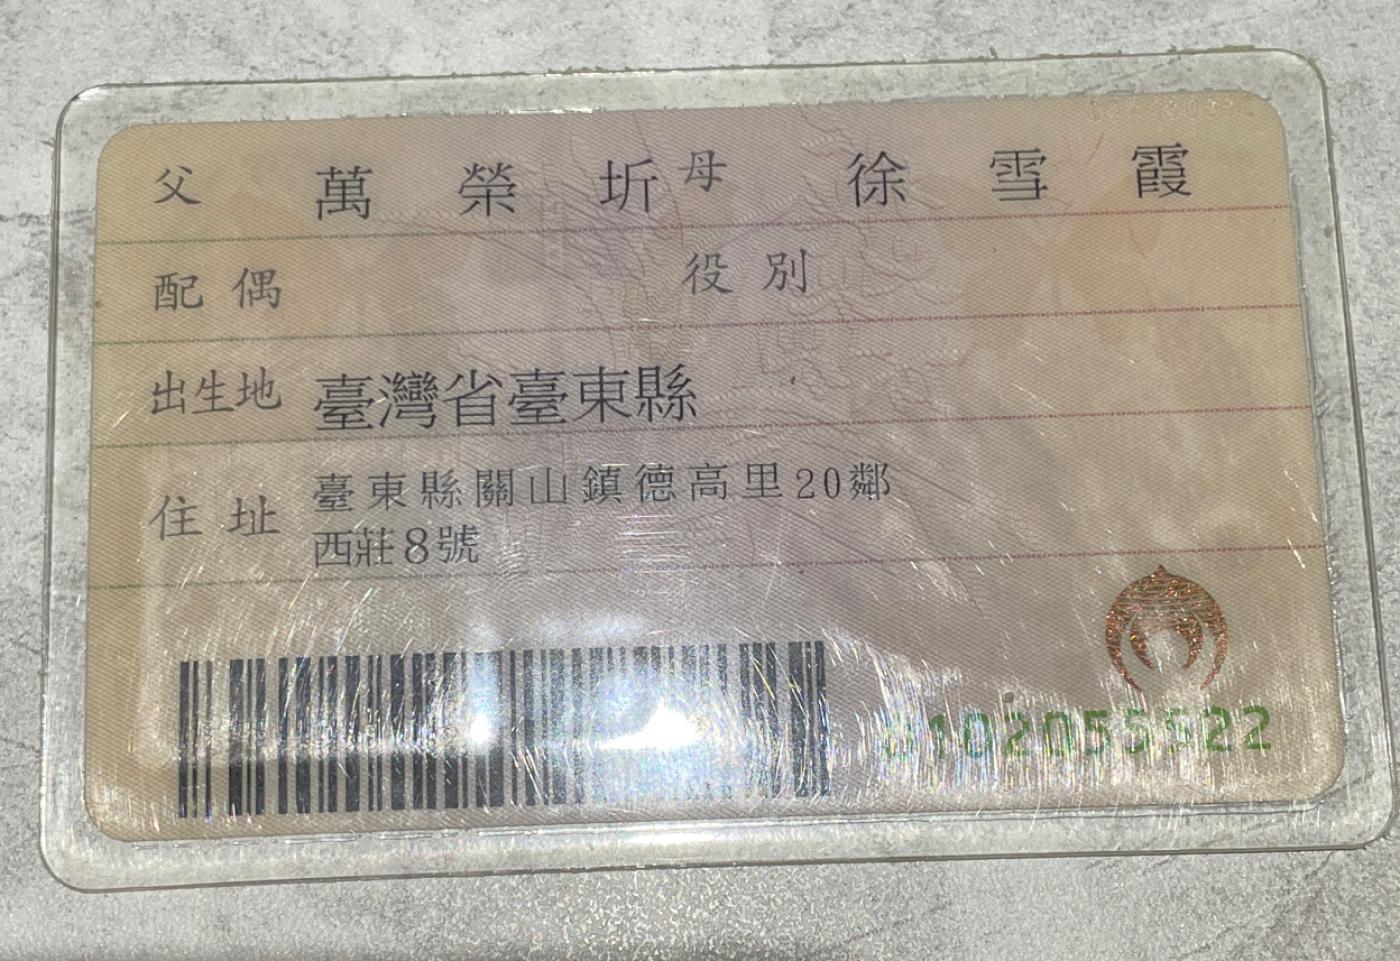 父 萬榮圻 母 徐雪霞
配偶 役別
出生地 臺灣省臺東縣
住址 臺東縣關山鎮德高里20鄰
西莊8號